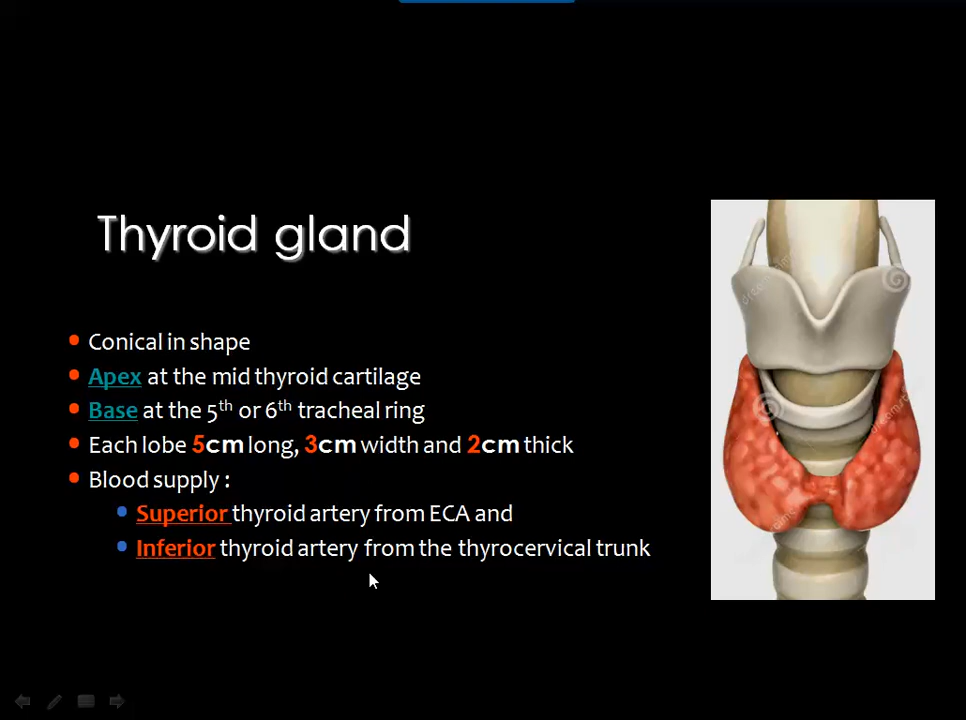 Thyroid gland
Conical in shape
Apex at the mid thyroid cartilage
Base at the 5th or 6th tracheal ring
Each lobe 5cm long, 3cm width and 2cm thick
Blood supply :
Superior thyroid artery from ECA and
Inferior thyroid artery from the thyrocervical trunk